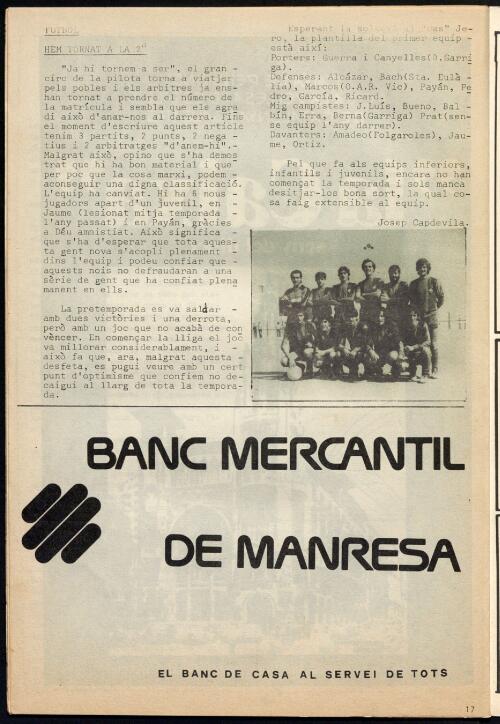 FUTBOL
HEM TORNAT A LA 2ª
"Ja hi tornem a ser", el gran -
circ de la pilota torna a viatjar
pels pobles i els arbitres ja ens-
han tornat a prendre el número de
la matrícula i sembla que els agra
di això d'anar-nos al darrera. Fins
el moment d'escriure aquest article
tenim 3 partits, 2 punts, 2 nega -
tius i 2 arbitratges "d'anem-hi".-
Malgrat això, opino que s'ha demos
trat que hi ha bon material i que
per poc que la cosa marxi, podem -
aconseguir una digna classificació.
L'equip ha canviat. Hi ha 6 nous -
jugadors apart d'un juvenil, en -
Jaume (lesionat mitja temporada -
l'any passat) i en Payán, gràcies
a Déu amnistiat. Això significa -
que s'ha d'esperar que tota aques-
ta gent nova s'acopli plenament -
dins l'equip i podeu confiar que -
aquests nois no defraudaran a una
sèrie de gent que ha confiat plena
manent en ells.
La pretemporada es va saldar -
amb dues victòries i una derrota,
però amb un joc que no acabà de con
vèncer. En començar la lliga el joc
va millorar considerablament, i -
això fa que, ara, malgrat aquesta -
desfeta, es pugui veure amb un cert
punt d'optimisme que confiem no de-
caigui al llarg de tota la tempora-
da.
Esperant la solució al "cas" Je-
ro, la plantilla del primer equip -
està així:
Porters: Guerra i Canyelles(O.Garri
ga).
Defenses: Alcázar, Bach(Sta. Eulà -
lia), Marcos(O.A.R. Vic), Payán, Pe
dro, García, Ricard.
Mig campistes: J.Luís, Bueno, Bal -
bín, Erra, Berna(Garriga) Prat(sen-
se equip l'any darrer).
Davanters: Amadeo(Folgaroles), Jau-
me, Ortiz.
Pel que fa als equips inferiors,
infantils i juvenils, encara no han
començat la temporada i sols manca
desitjar-los bona sort, la qual co-
sa faig extensible al equip.
Josep Capdevila.
BANC MERCANTIL
DE MANRESA
EL BANC DE CASA AL SERVEI DE TOTS
17